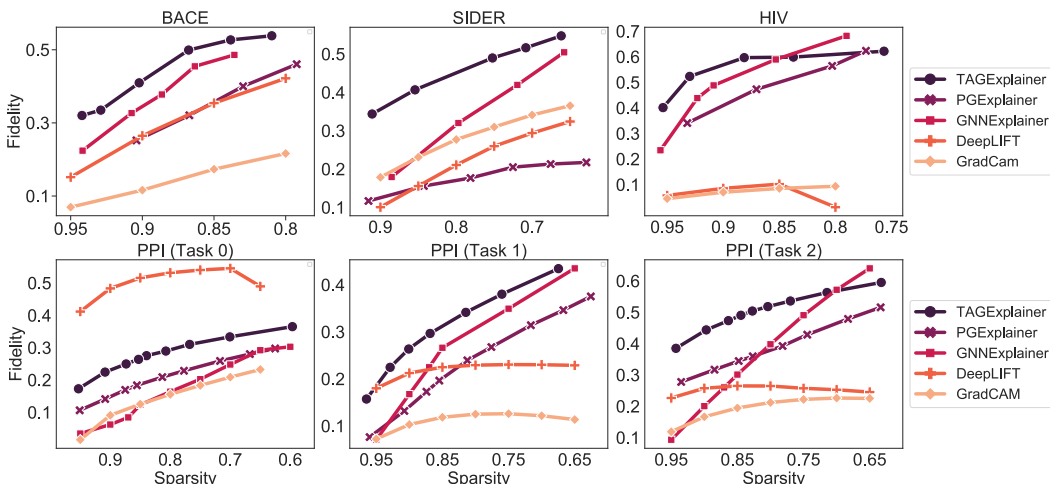 BACE
SIDER
HIV
Fidelity
0.5
0.3
0.1
0.95
0.9
0.85
0.8
0.5
0.4
0.3
0.2
0.1
0.9
0.8
0.7
0.7
0.6
0.5
0.4
0.3
0.2
0.1
0.95
0.9
0.85
0.8
0.75
TAGExplainer
PGExplainer
GNNExplainer
DeepLIFT
GradCam
PPI (Task 0)
PPI (Task 1)
PPI (Task 2)
Fidelity
0.5
0.4
0.3
0.2
0.1
0.9
0.8
0.7
0.6
Sparsity
0.4
0.3
0.2
0.1
0.95
0.85
0.75
0.65
Sparsity
0.6
0.5
0.4
0.3
0.2
0.1
0.95
0.85
0.75
0.65
Sparsity
TAGExplainer
PGExplainer
GNNExplainer
DeepLIFT
GradCAM